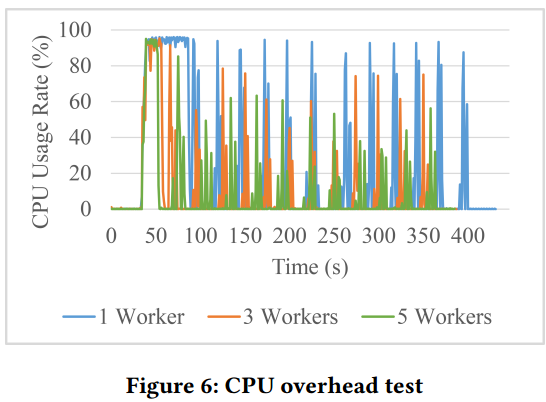 CPU Usage Rate (%)
100
80
60
40
20
0
0 50 100 150 200 250 300 350 400
Time (s)
1 Worker 3 Workers 5 Workers
Figure 6: CPU overhead test